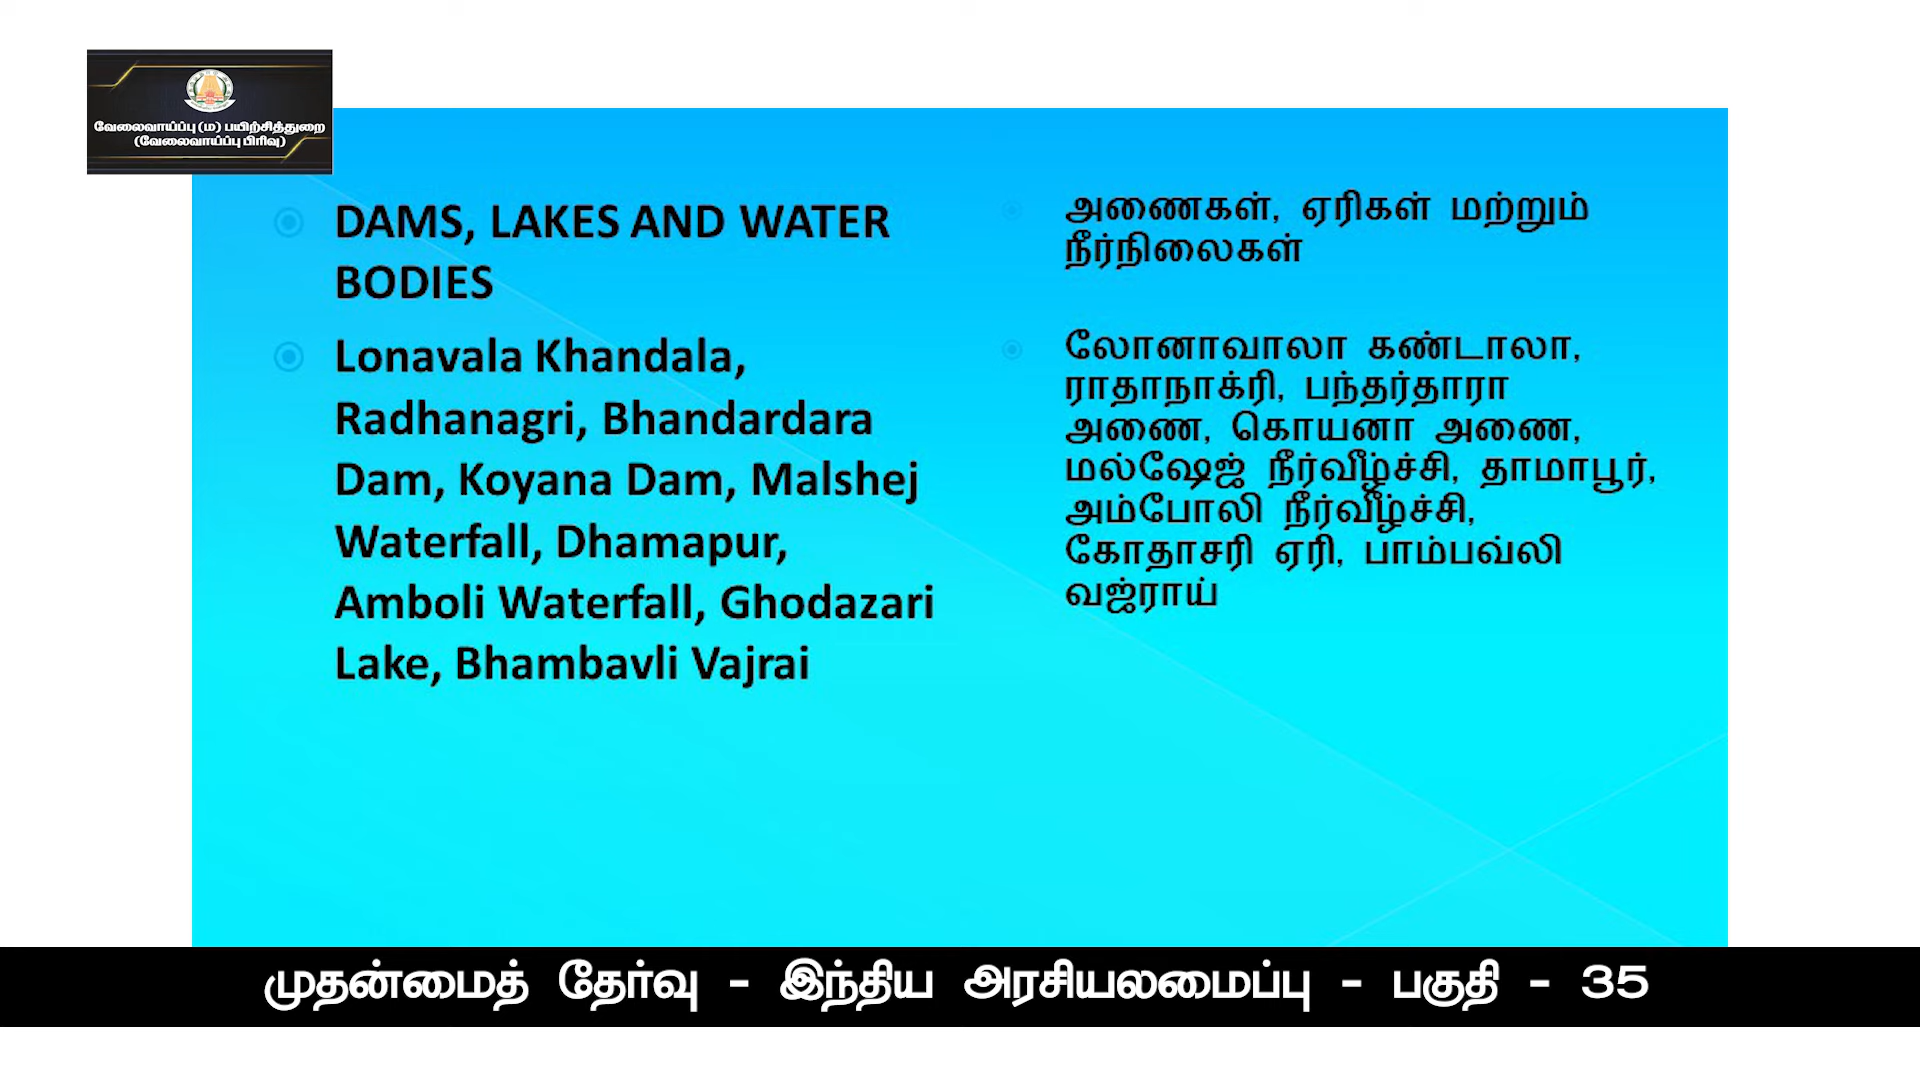 வேலைவாய்ப்பு (ம) பயிற்சித்துறை
(வேலைவாய்ப்பு பிரிவு)
DAMS, LAKES AND WATER
BODIES
Lonavala Khandala,
Radhanagri, Bhandardara
Dam, Koyana Dam, Malshej
Waterfall, Dhamapur,
Amboli Waterfall, Ghodazari
Lake, Bhambavli Vajrai
அணைகள், ஏரிகள் மற்றும்
நீர்நிலைகள்
லோனாவாலா கண்டாலா,
ராதாநாக்ரி, பந்தர்தாரா
அணை, கொயனா அணை,
மல்ஷேஜ் நீர்வீழ்ச்சி, தாமாபூர்,
அம்போலி நீர்வீழ்ச்சி,
கோதாசரி ஏரி, பாம்பவ்லி
வஜ்ராய்
முதன்மைத் தேர்வு - இந்திய அரசியலமைப்பு - பகுதி - 35